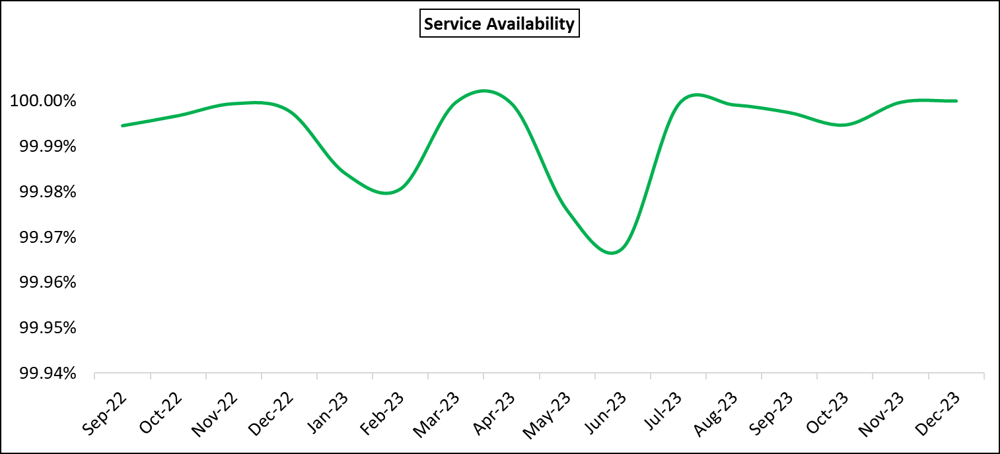 Service Availability
100.00%
99.99%
99.98%
99.97%
99.96%
99.95%
99.94%
Sep-22
Oct-22
Nov-22
Dec-22
Jan-23
Feb-23
Mar-23
Apr-23
May-23
Jun-23
Jul-23
Aug-23
Sep-23
Oct-23
Nov-23
Dec-23